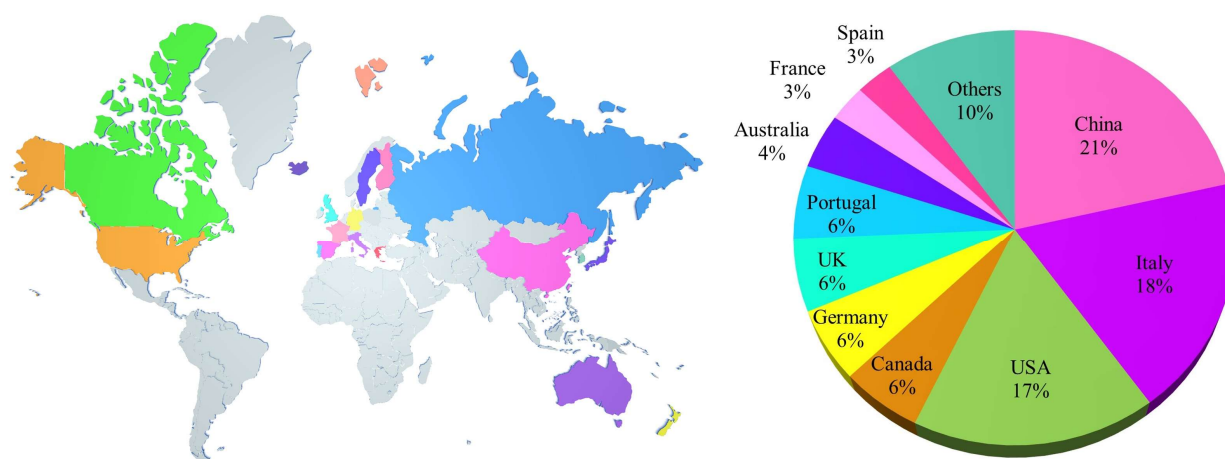 Spain
3%
France
3%
Australia
4%
Portugal
6%
UK
6%
Germany
6%
Canada
6%
USA
17%
Italy
18%
China
21%
Others
10%